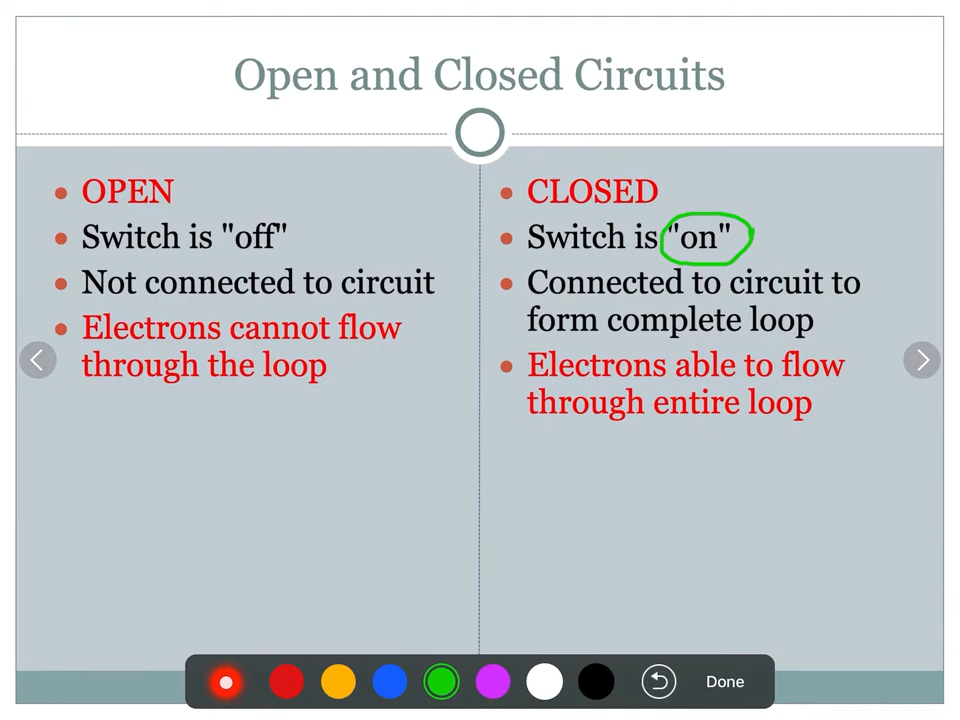 Open and Closed Circuits
OPEN
Switch is "off"
Not connected to circuit
Electrons cannot flow
through the loop
CLOSED
Switch is "on"
Connected to circuit to
form complete loop
Electrons able to flow
through entire loop
Done